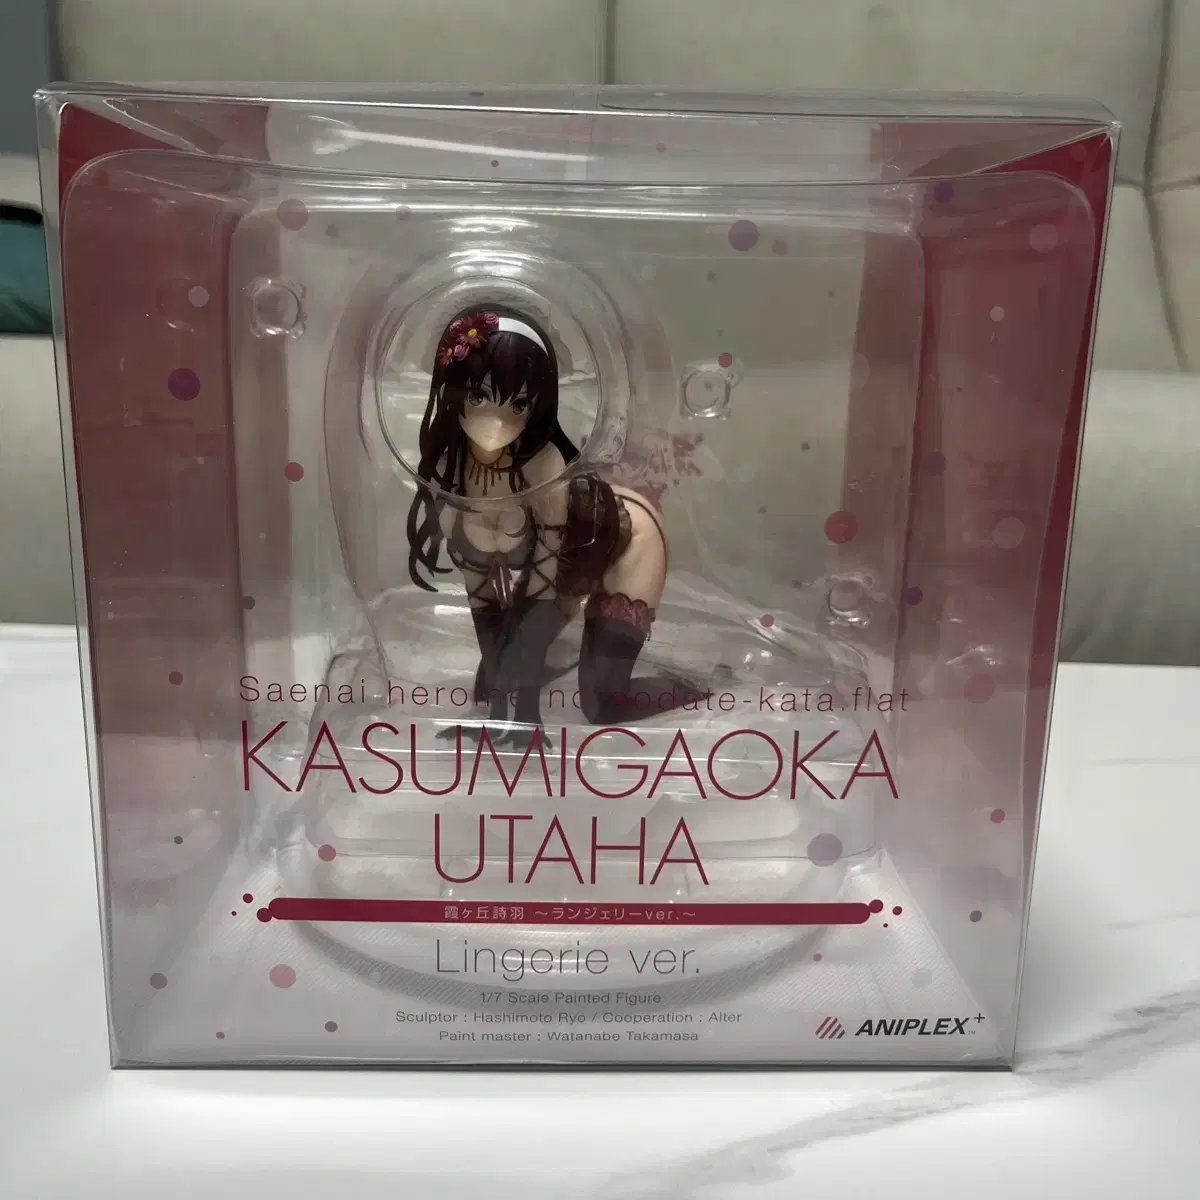 Saenai heroine no sodate-kata.flat
KASUMIGAOKA
UTAHA
霞ヶ丘詩羽 ～ランジェリーver.～
Lingerie ver.
1/7 Scale Painted Figure
Sculptor : Hashimoto Ryo / Cooperation : Alter
Paint master : Watanabe Takamasa
ANIPLEX+™